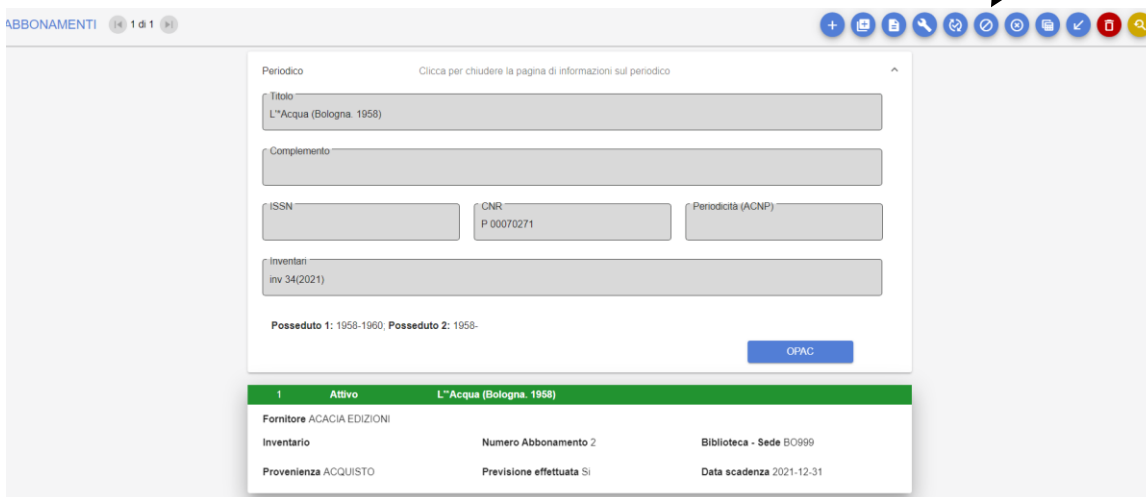 ABBONAMENTI 1 di 1
Periodico Clicca per chiudere la pagina di informazioni sul periodico
Titolo
L'*Acqua (Bologna. 1958)
Complemento
ISSN CNR Periodicità (ACNP)
P 00070271
Inventari
inv 34(2021)
Posseduto 1: 1958-1960; Posseduto 2: 1958-
OPAC
1 Attivo L'*Acqua (Bologna. 1958)
Fornitore ACACIA EDIZIONI
Inventario Numero Abbonamento 2 Biblioteca - Sede BO999
Provenienza ACQUISTO Previsione effettuata Si Data scadenza 2021-12-31